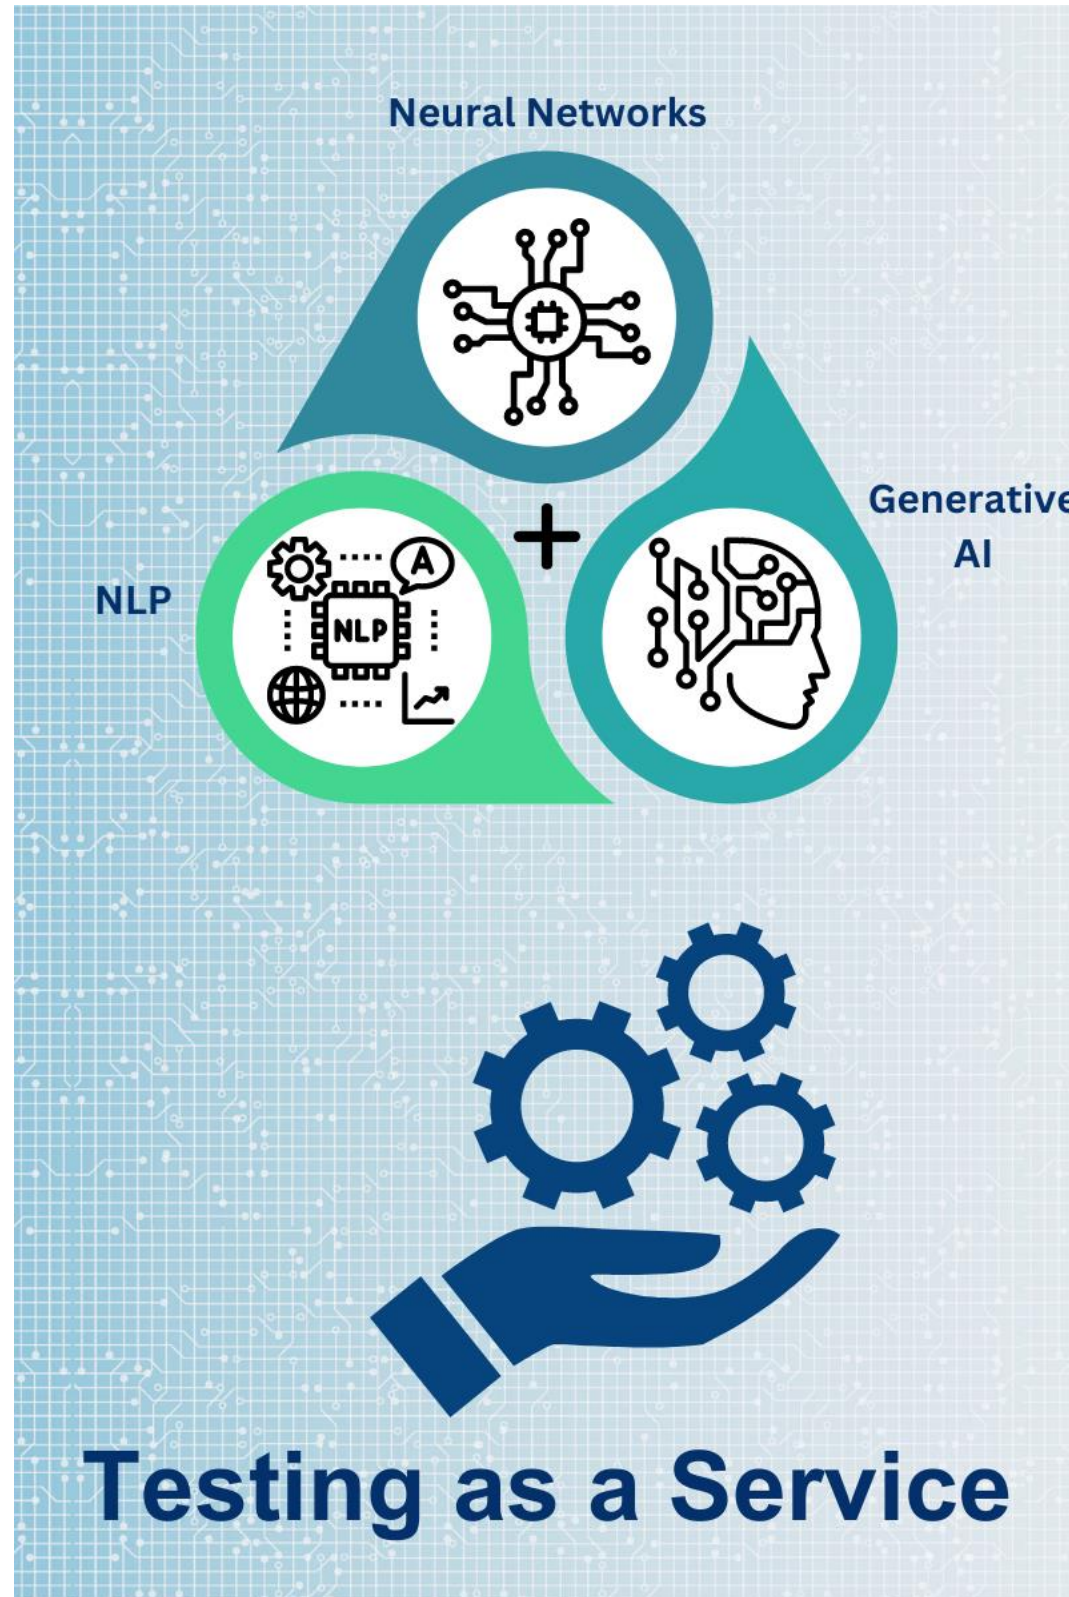 Neural Networks
Generative
AI
NLP
A
NLP
Testing as a Service